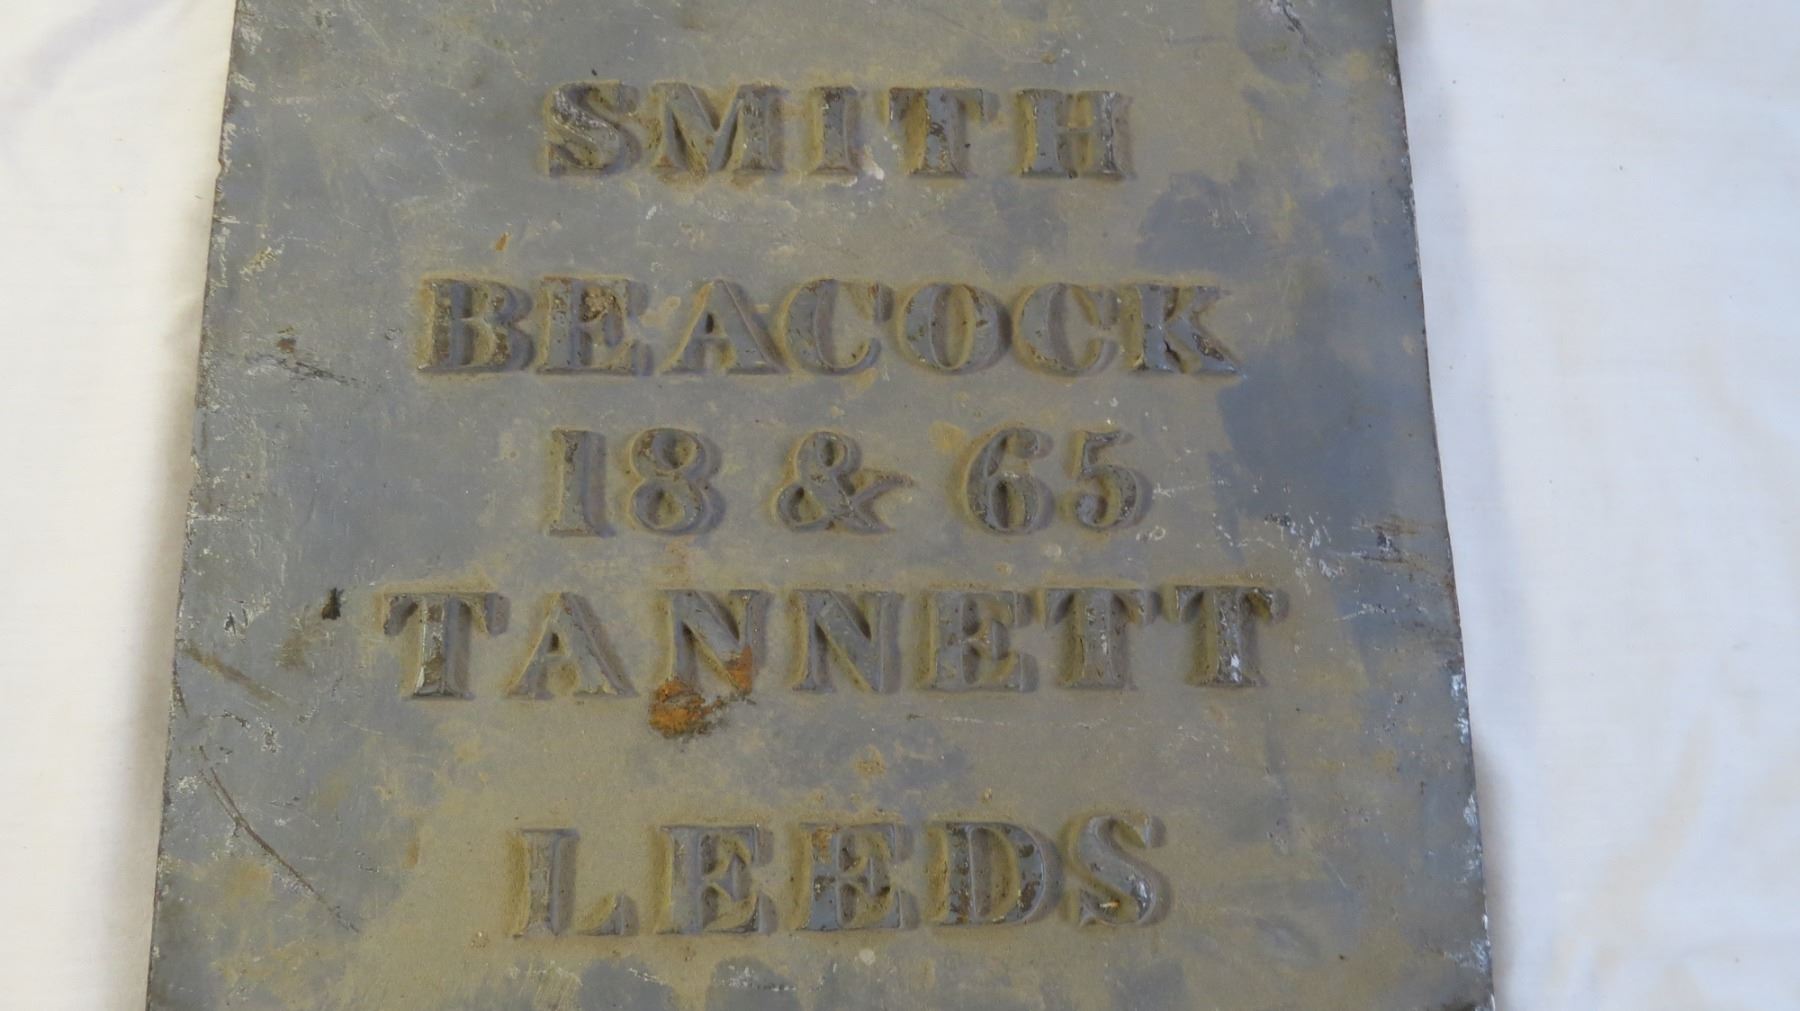 SMITH
BEACOCK
18 & 65
TANNETT
LEEDS